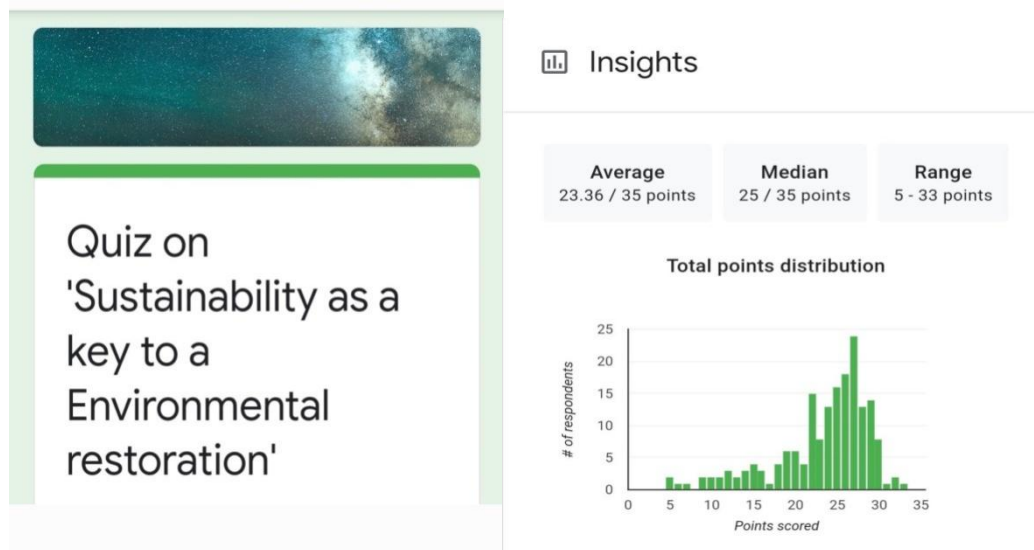 Quiz on
'Sustainability as a
key to a
Environmental
restoration'
Insights
Average
23.36 / 35 points
Median
25 / 35 points
Range
5 - 33 points
Total points distribution
# of respondents
25
20
15
10
5
0
0 5 10 15 20 25 30 35
Points scored